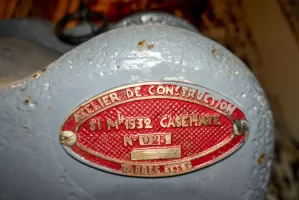 ATELIER DE CONSTRUCTION
81 Mle 1932 CASEMATE
N° 025